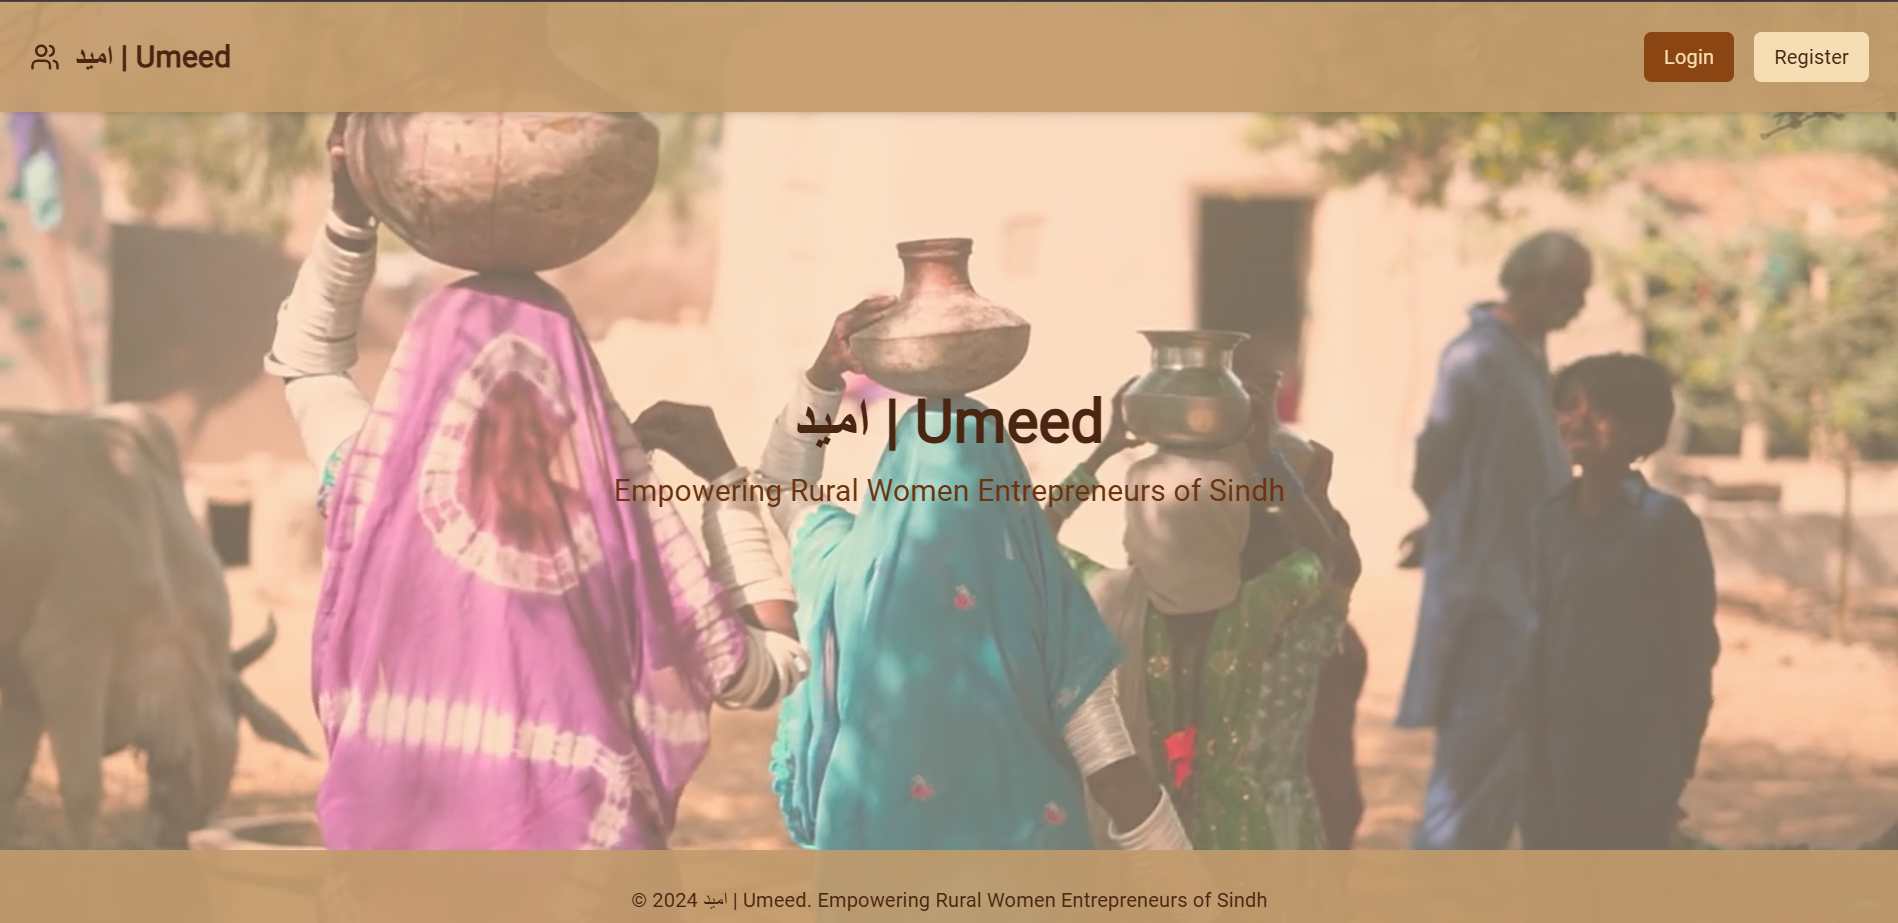 امید | Umeed
Login
Register
امید | Umeed
Empowering Rural Women Entrepreneurs of Sindh
© 2024 امید | Umeed. Empowering Rural Women Entrepreneurs of Sindh